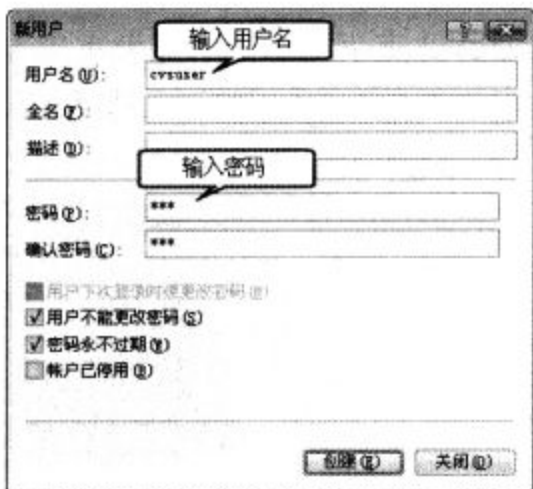 新用户
输入用户名
用户名(U):
cvsuser
全名(F):
描述(D):
输入密码
密码(P):
***
确认密码(C):
***
用户下次登录时须更改密码(M)
用户不能更改密码(S)
密码永不过期(W)
帐户已停用(B)
创建(E)
关闭(O)